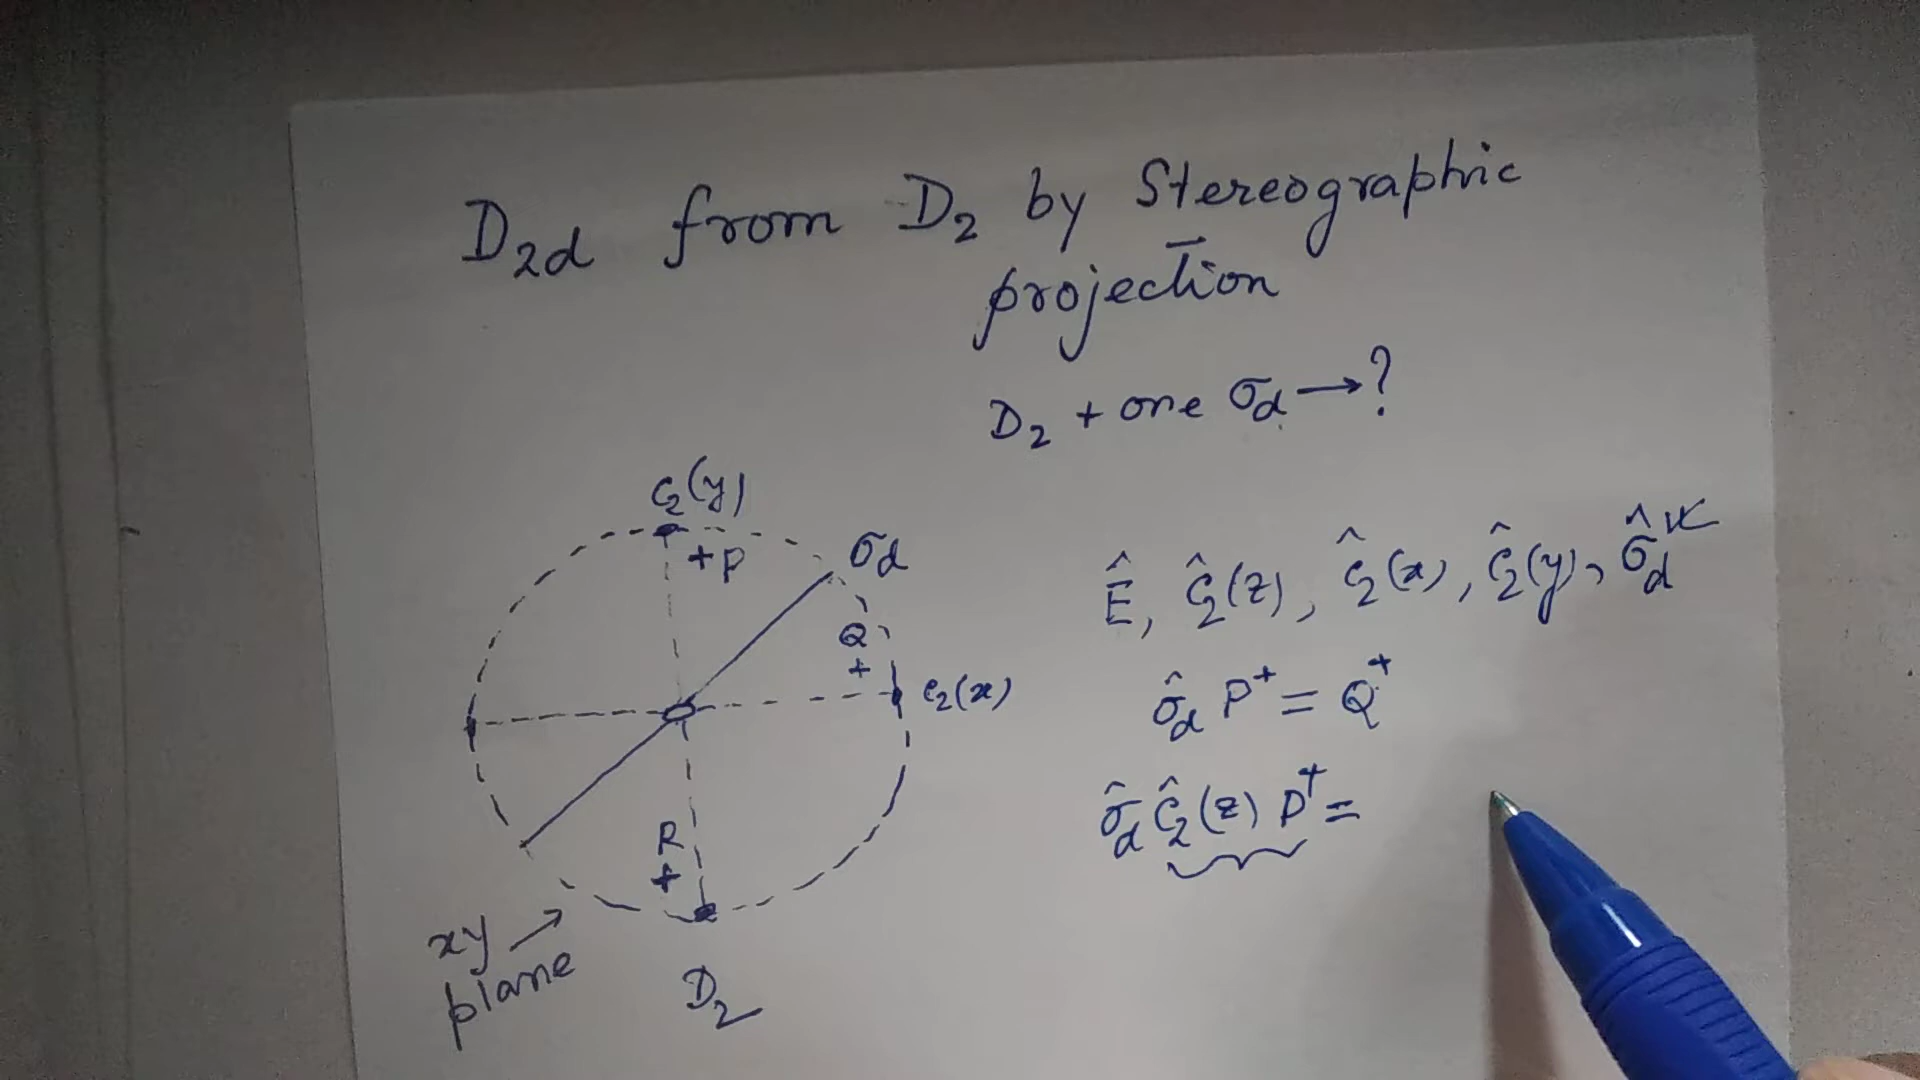 D₂d from D₂ by Stereographic
projection
D₂ + one σd → ?
C₂(y)
+P
σd
Q
+
C₂(x)
R
+
xy
plane
D₂
Ê, Ĉ₂(z), Ĉ₂(x), Ĉ₂(y), σ̂d
σ̂d P⁺ = Q⁺
σ̂d Ĉ₂(z) P⁺ =